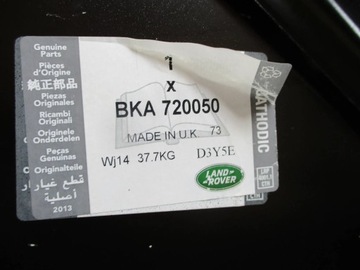 Genuine
Parts
Pièces
d'Origine
純正部品
Piezas
Originales
Ricambi
Originali
Originele
Onderdelen
Peças
Genuinas
Originalteile
قطع غيار
أصلية
2013
1
x
BKA 720050
MADE IN U.K. 73
Wj14 37.7KG D3Y5E
LAND-
ROVER
CATHODIC